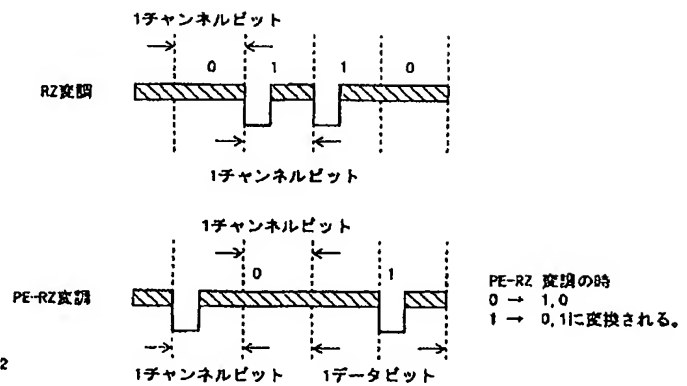 1チャンネルビット
0 1 1 0
RZ変調
1チャンネルビット
1チャンネルビット
0 1
PE-RZ変調
PE-RZ 変調の時
0 → 1,0
1 → 0,1に変換される。
2
1チャンネルビット 1データビット